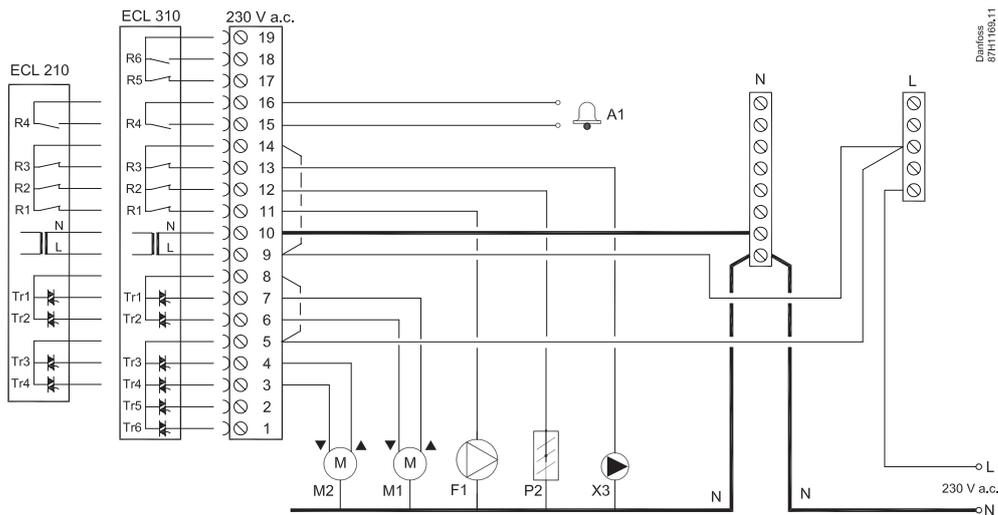 ECL 310
230 V a.c.
Danfoss
87H1169.11
ECL 210
R6
R5
R4
R4
R3
R3
R2
R2
R1
R1
N
N
L
L
Tr1
Tr1
Tr2
Tr2
Tr3
Tr3
Tr4
Tr4
Tr5
Tr6
19
18
17
16
15
14
13
12
11
10
9
8
7
6
5
4
3
2
1
A1
N
L
M
M
M2
M1
F1
P2
X3
N
N
L
230 V a.c.
N